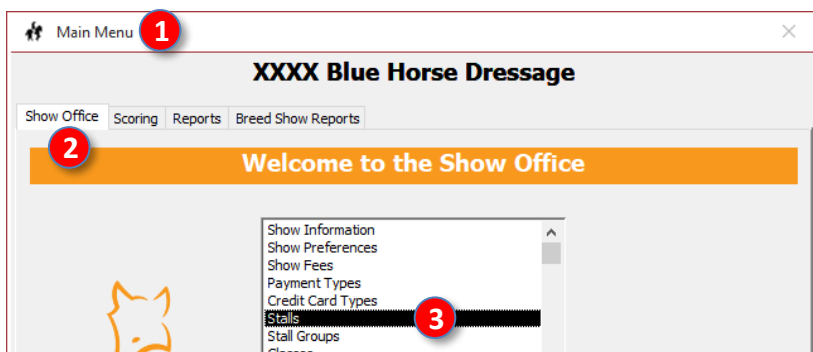 Main Menu 1
XXXX Blue Horse Dressage
Show Office Scoring Reports Breed Show Reports
2
Welcome to the Show Office
Show Information
Show Preferences
Show Fees
Payment Types
Credit Card Types
Stalls 3
Stall Groups